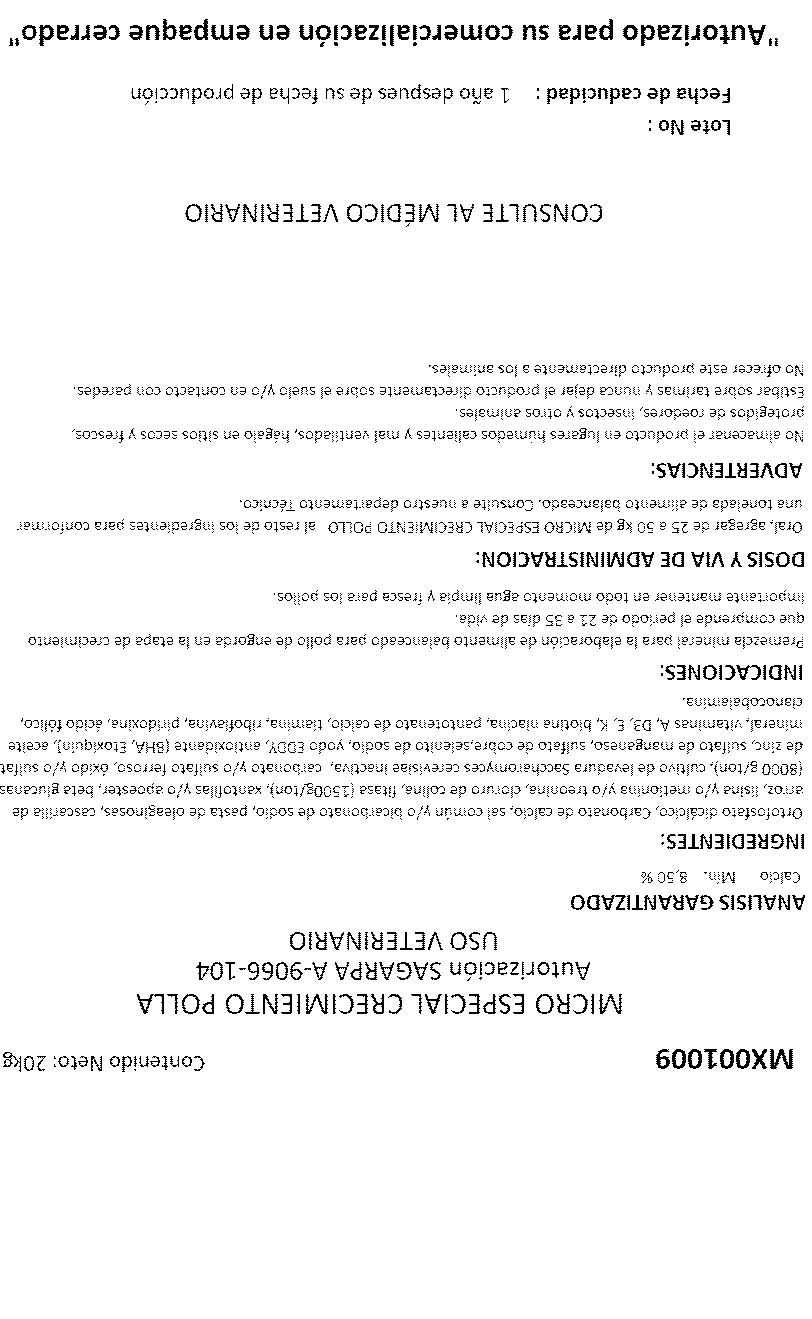 MX001009 Contenido Neto: 20kg
MICRO ESPECIAL CRECIMIENTO POLLA
Autorización SAGARPA A-9066-104
USO VETERINARIO
ANALISIS GARANTIZADO
Calcio Mín. 8,50 %
INGREDIENTES:
Ortofosfato dicálcico, Carbonato de calcio, sal común y/o bicarbonato de sodio, pasta de oleaginosas, cascarilla de
arroz, lisina y/o metionina y/o treonina, cloruro de colina, fitasa (1500g/ton), xantofilas y/o apoester, beta glucanas
(8000 g/ton), cultivo de levadura Saccharomyces cerevisiae inactiva, carbonato y/o sulfato ferroso, óxido y/o sulfat
de zinc, sulfato de manganeso, sulfato de cobre,selenito de sodio, yodo EDDY, antioxidante (BHA, Etoxiquin), aceite
mineral, vitaminas A, D3, E, K, biotina niacina, pantotenato de calcio, tiamina, riboflavina, piridoxina, ácido fólico,
cianocobalamina.
INDICACIONES:
Premezcla mineral para la elaboración de alimento balanceado para pollo de engorda en la etapa de crecimiento
que comprende el periodo de 21 a 35 días de vida.
Importante mantener en todo momento agua limpia y fresca para los pollos.
DOSIS Y VIA DE ADMINISTRACION:
Oral, agregar de 25 a 50 kg de MICRO ESPECIAL CRECIMIENTO POLLO al resto de los ingredientes para conformar
una tonelada de alimento balanceado. Consulte a nuestro departamento Técnico.
ADVERTENCIAS:
No almacenar el producto en lugares húmedos calientes y mal ventilados, hágalo en sitios secos y frescos,
protegidos de roedores, insectos y otros animales.
Estibar sobre tarimas y nunca dejar el producto directamente sobre el suelo y/o en contacto con paredes.
No ofrecer este producto directamente a los animales.
CONSULTE AL MÉDICO VETERINARIO
Lote No :
Fecha de caducidad : 1 año despues de su fecha de producción
"Autorizado para su comercialización en empaque cerrado"